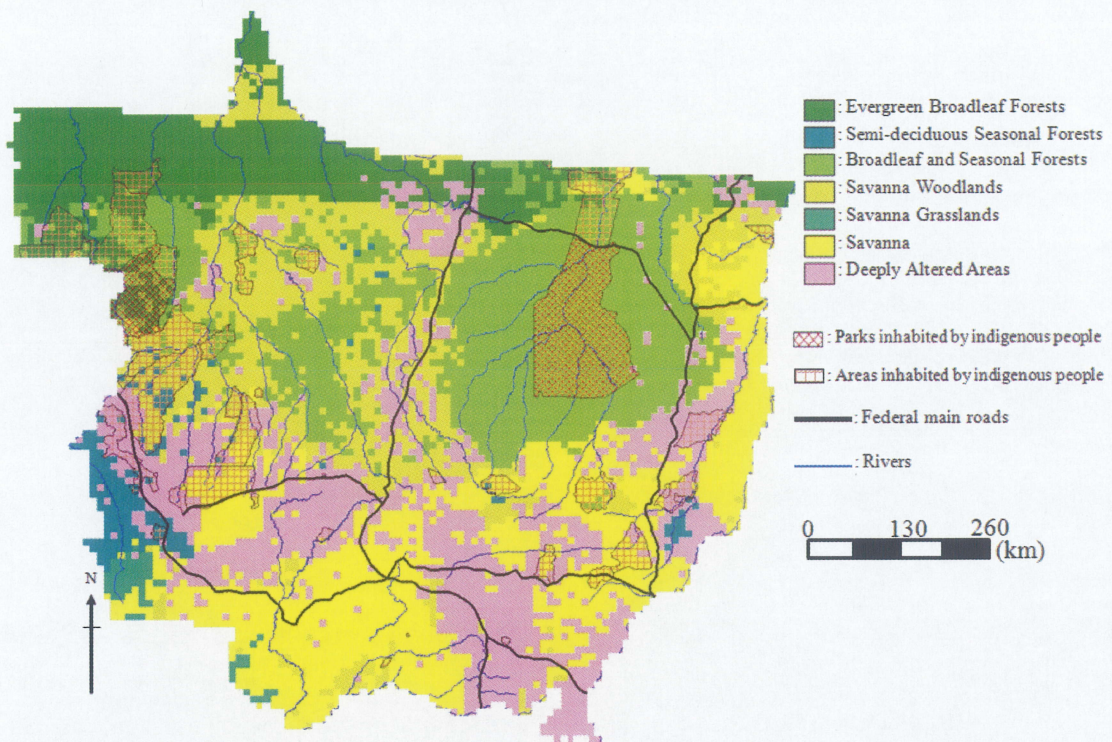 : Evergreen Broadleaf Forests
: Semi-deciduous Seasonal Forests
: Broadleaf and Seasonal Forests
: Savanna Woodlands
: Savanna Grasslands
: Savanna
: Deeply Altered Areas
: Parks inhabited by indigenous people
: Areas inhabited by indigenous people
: Federal main roads
: Rivers
0 130 260
(km)
N